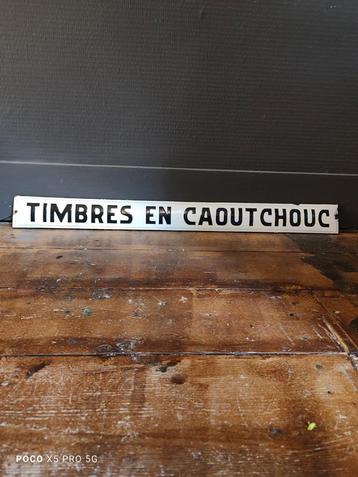 TIMBRES EN CAOUTCHOUC
POCO X5 PRO 5G